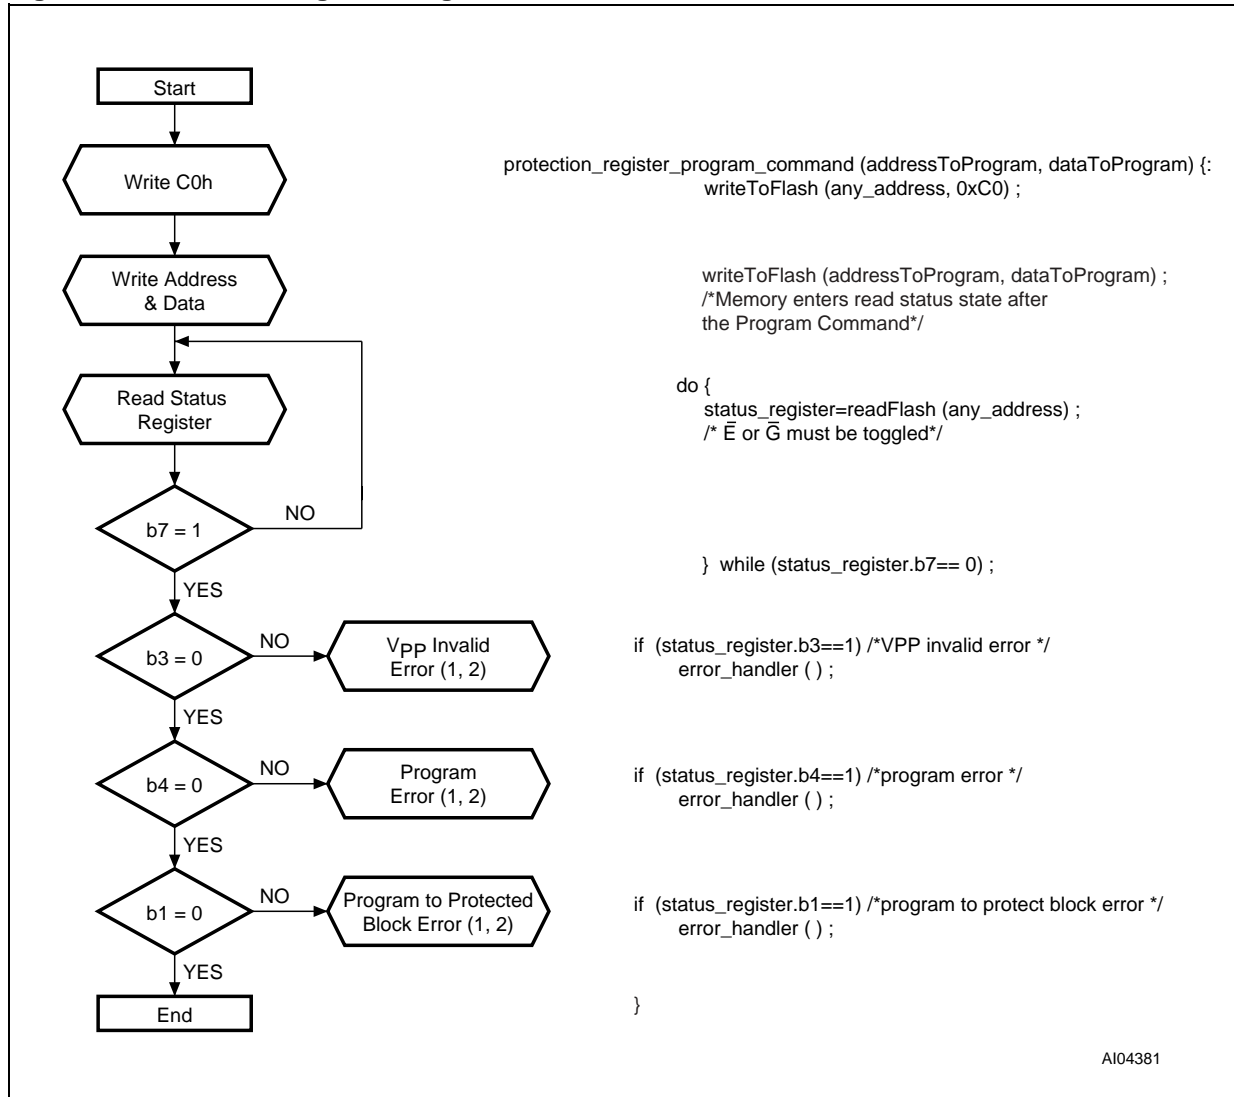 Start
Write C0h
protection_register_program_command (addressToProgram, dataToProgram) {:
writeToFlash (any_address, 0xC0) ;
Write Address
& Data
writeToFlash (addressToProgram, dataToProgram) ;
/*Memory enters read status state after
the Program Command*/
Read Status
Register
do {
status_register=readFlash (any_address) ;
/* E̅ or G̅ must be toggled*/
b7 = 1
NO
} while (status_register.b7== 0) ;
YES
b3 = 0
NO
VPP Invalid
Error (1, 2)
if (status_register.b3==1) /*VPP invalid error */
error_handler ( ) ;
YES
b4 = 0
NO
Program
Error (1, 2)
if (status_register.b4==1) /*program error */
error_handler ( ) ;
YES
b1 = 0
NO
Program to Protected
Block Error (1, 2)
if (status_register.b1==1) /*program to protect block error */
error_handler ( ) ;
YES
End
}
AI04381